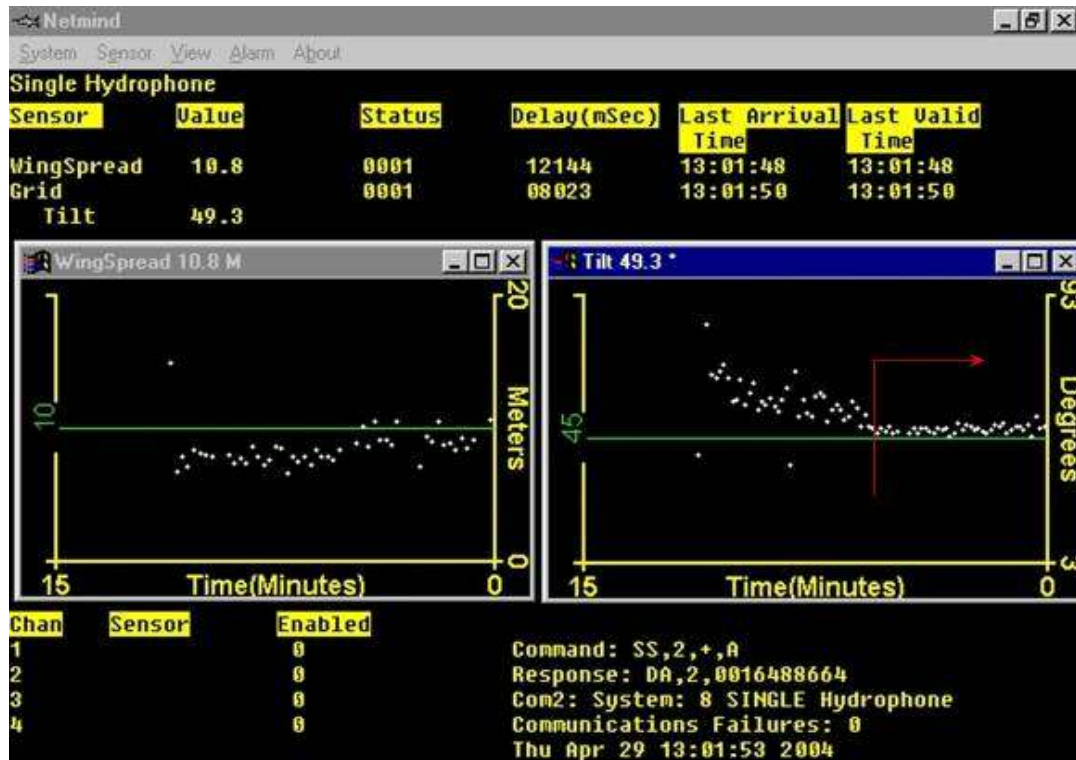 Netmind
System Sensor View Alarm About
Single Hydrophone
Sensor Value Status Delay(mSec) Last Arrival Time Last Valid Time
WingSpread 10.8 0001 12144 13:01:48 13:01:48
Grid 0001 08023 13:01:50 13:01:50
Tilt 49.3
WingSpread 10.8 M
20
10
Meters
0
15 Time(Minutes) 0
Tilt 49.3 °
93
45
Degrees
3
15 Time(Minutes) 0
Chan Sensor Enabled
1 0
2 0
3 0
4 0
Command: SS,2,+,A
Response: DA,2,0016488664
Com2: System: 8 SINGLE Hydrophone
Communications Failures: 0
Thu Apr 29 13:01:53 2004